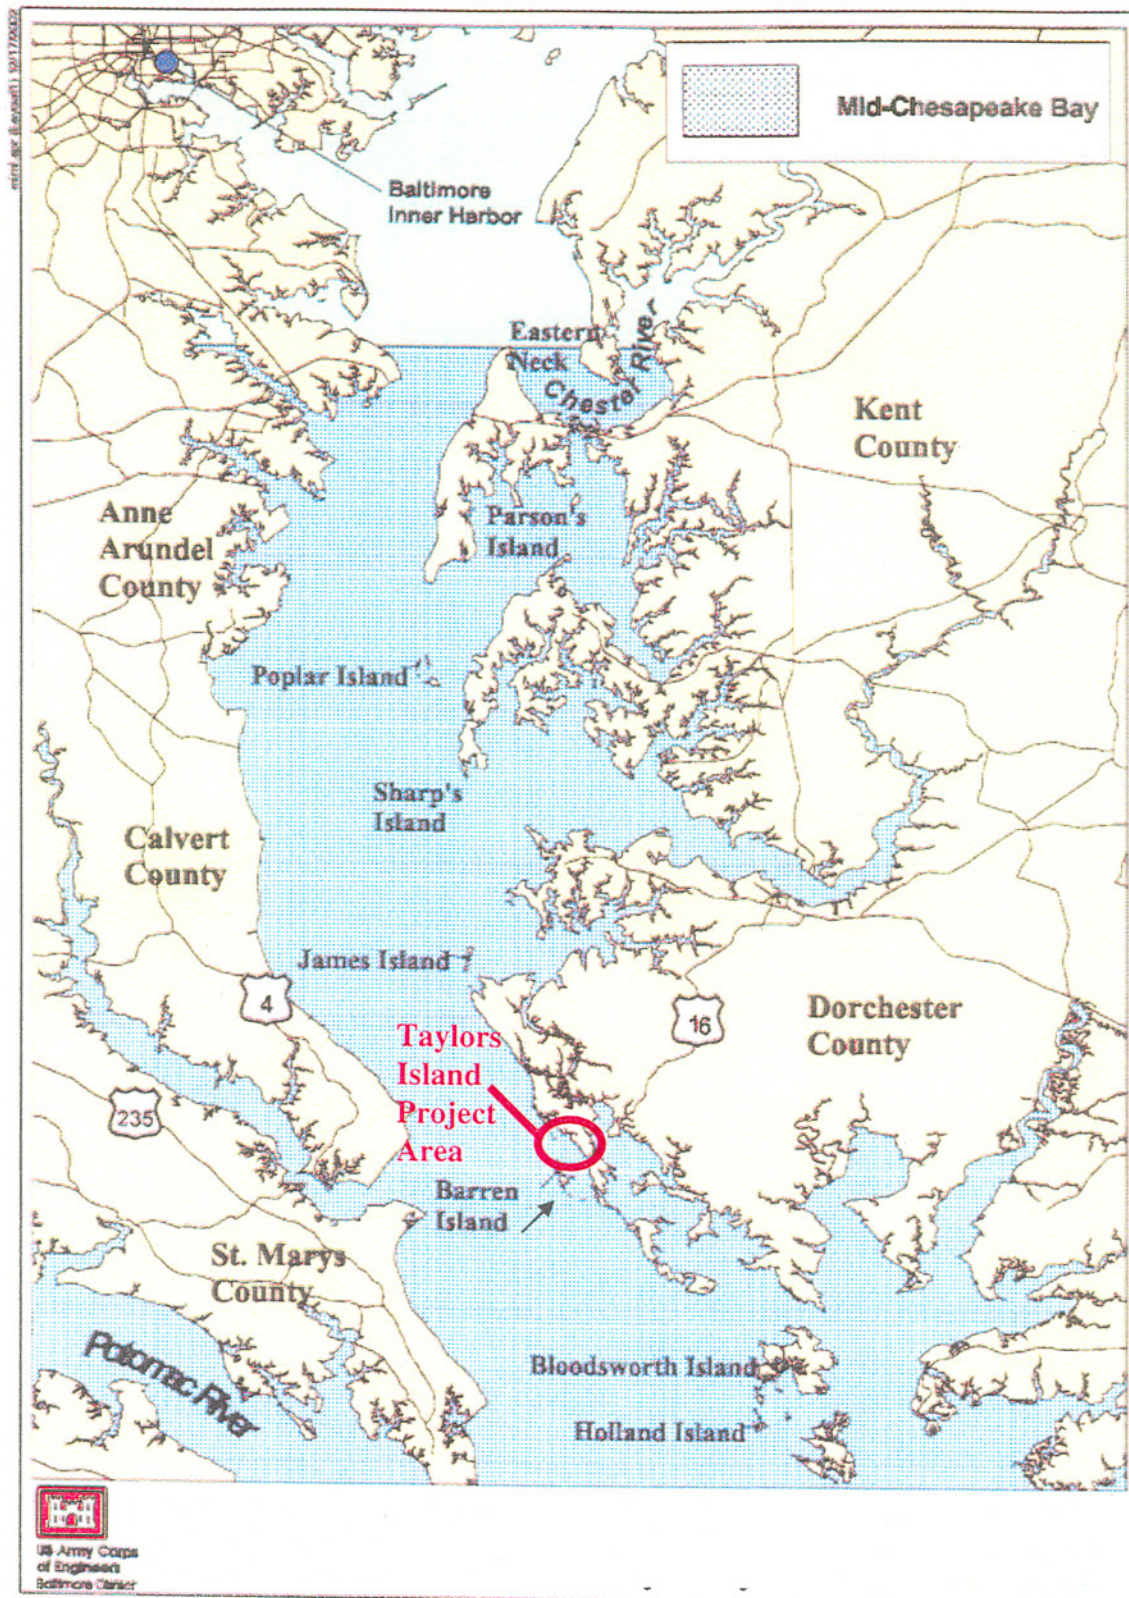 Mid-Chesapeake Bay
Baltimore
Inner Harbor
Eastern
Neck
Chester River
Kent
County
Anne
Arundel
County
Parson's
Island
Poplar Island
Sharp's
Island
Calvert
County
James Island
4
16
Dorchester
County
Taylors
Island
Project
Area
235
Barren
Island
St. Marys
County
Potomac River
Bloodsworth Island
Holland Island
US Army Corps
of Engineers
Baltimore District